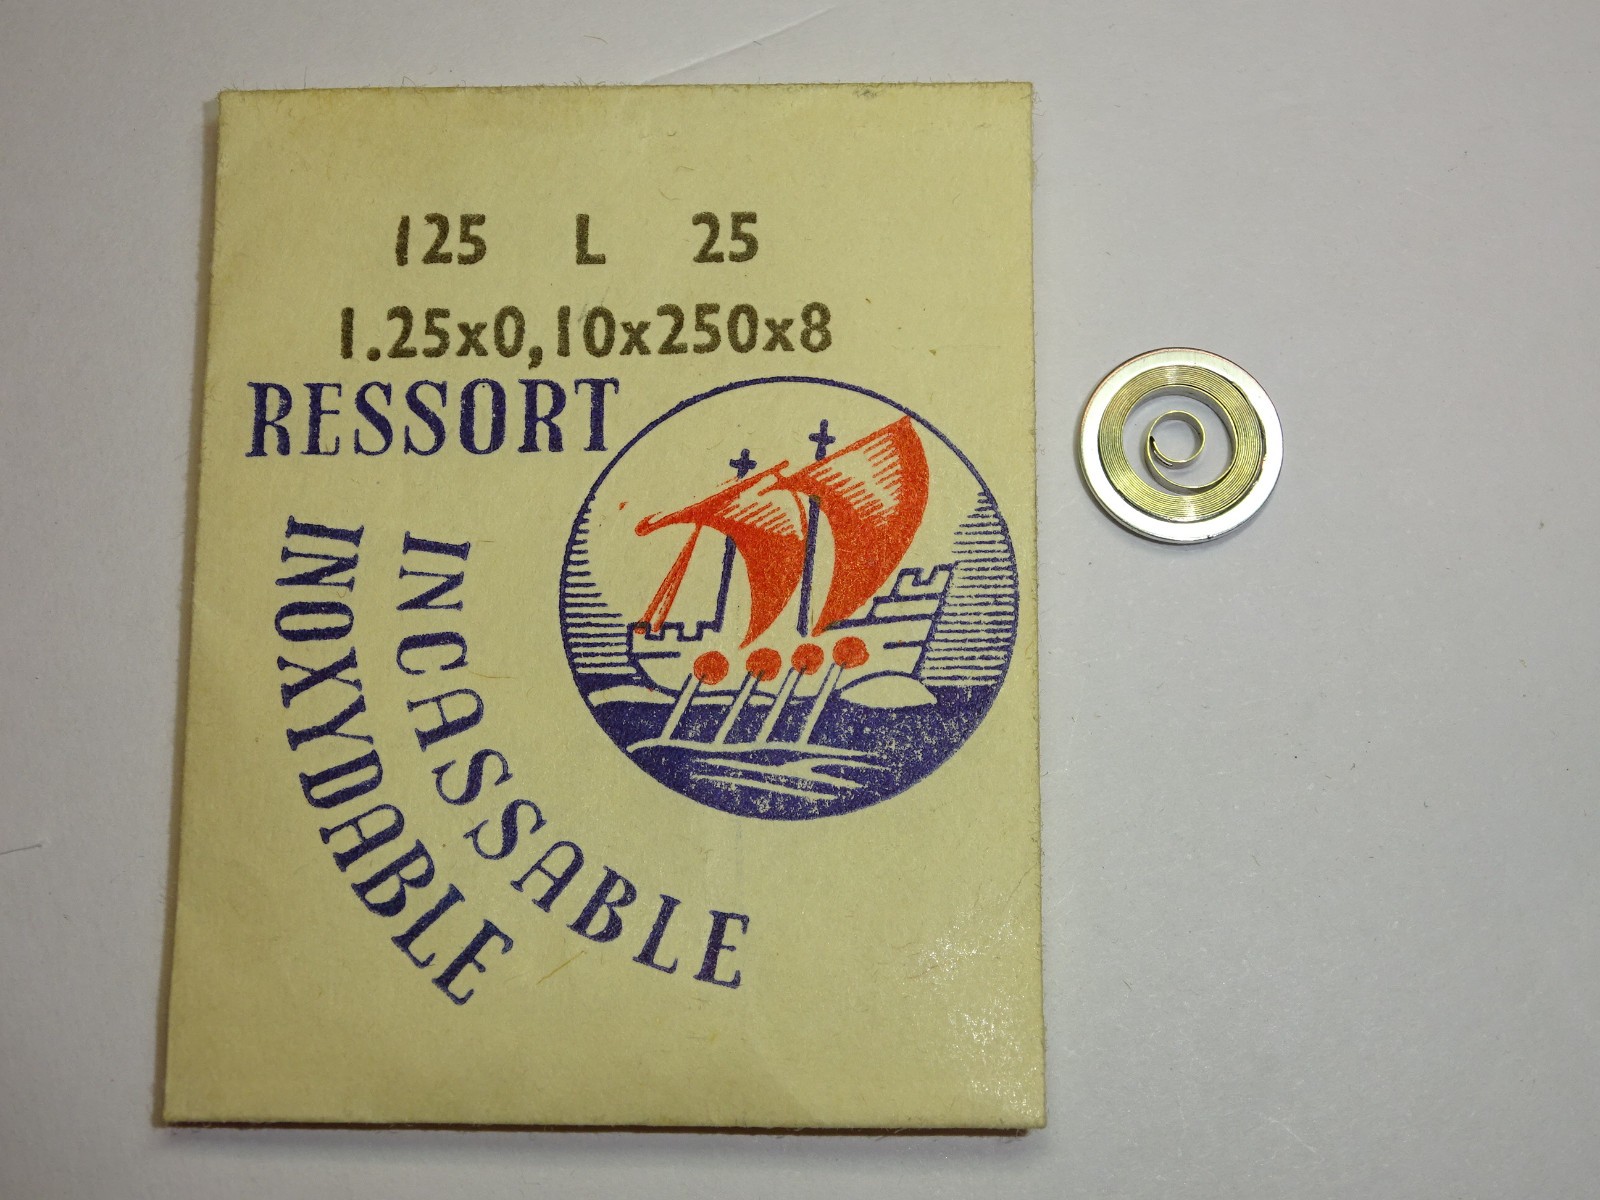 125 L 25
1.25x0,10x250x8
RESSORT
INCASSABLE
INOXYDABLE